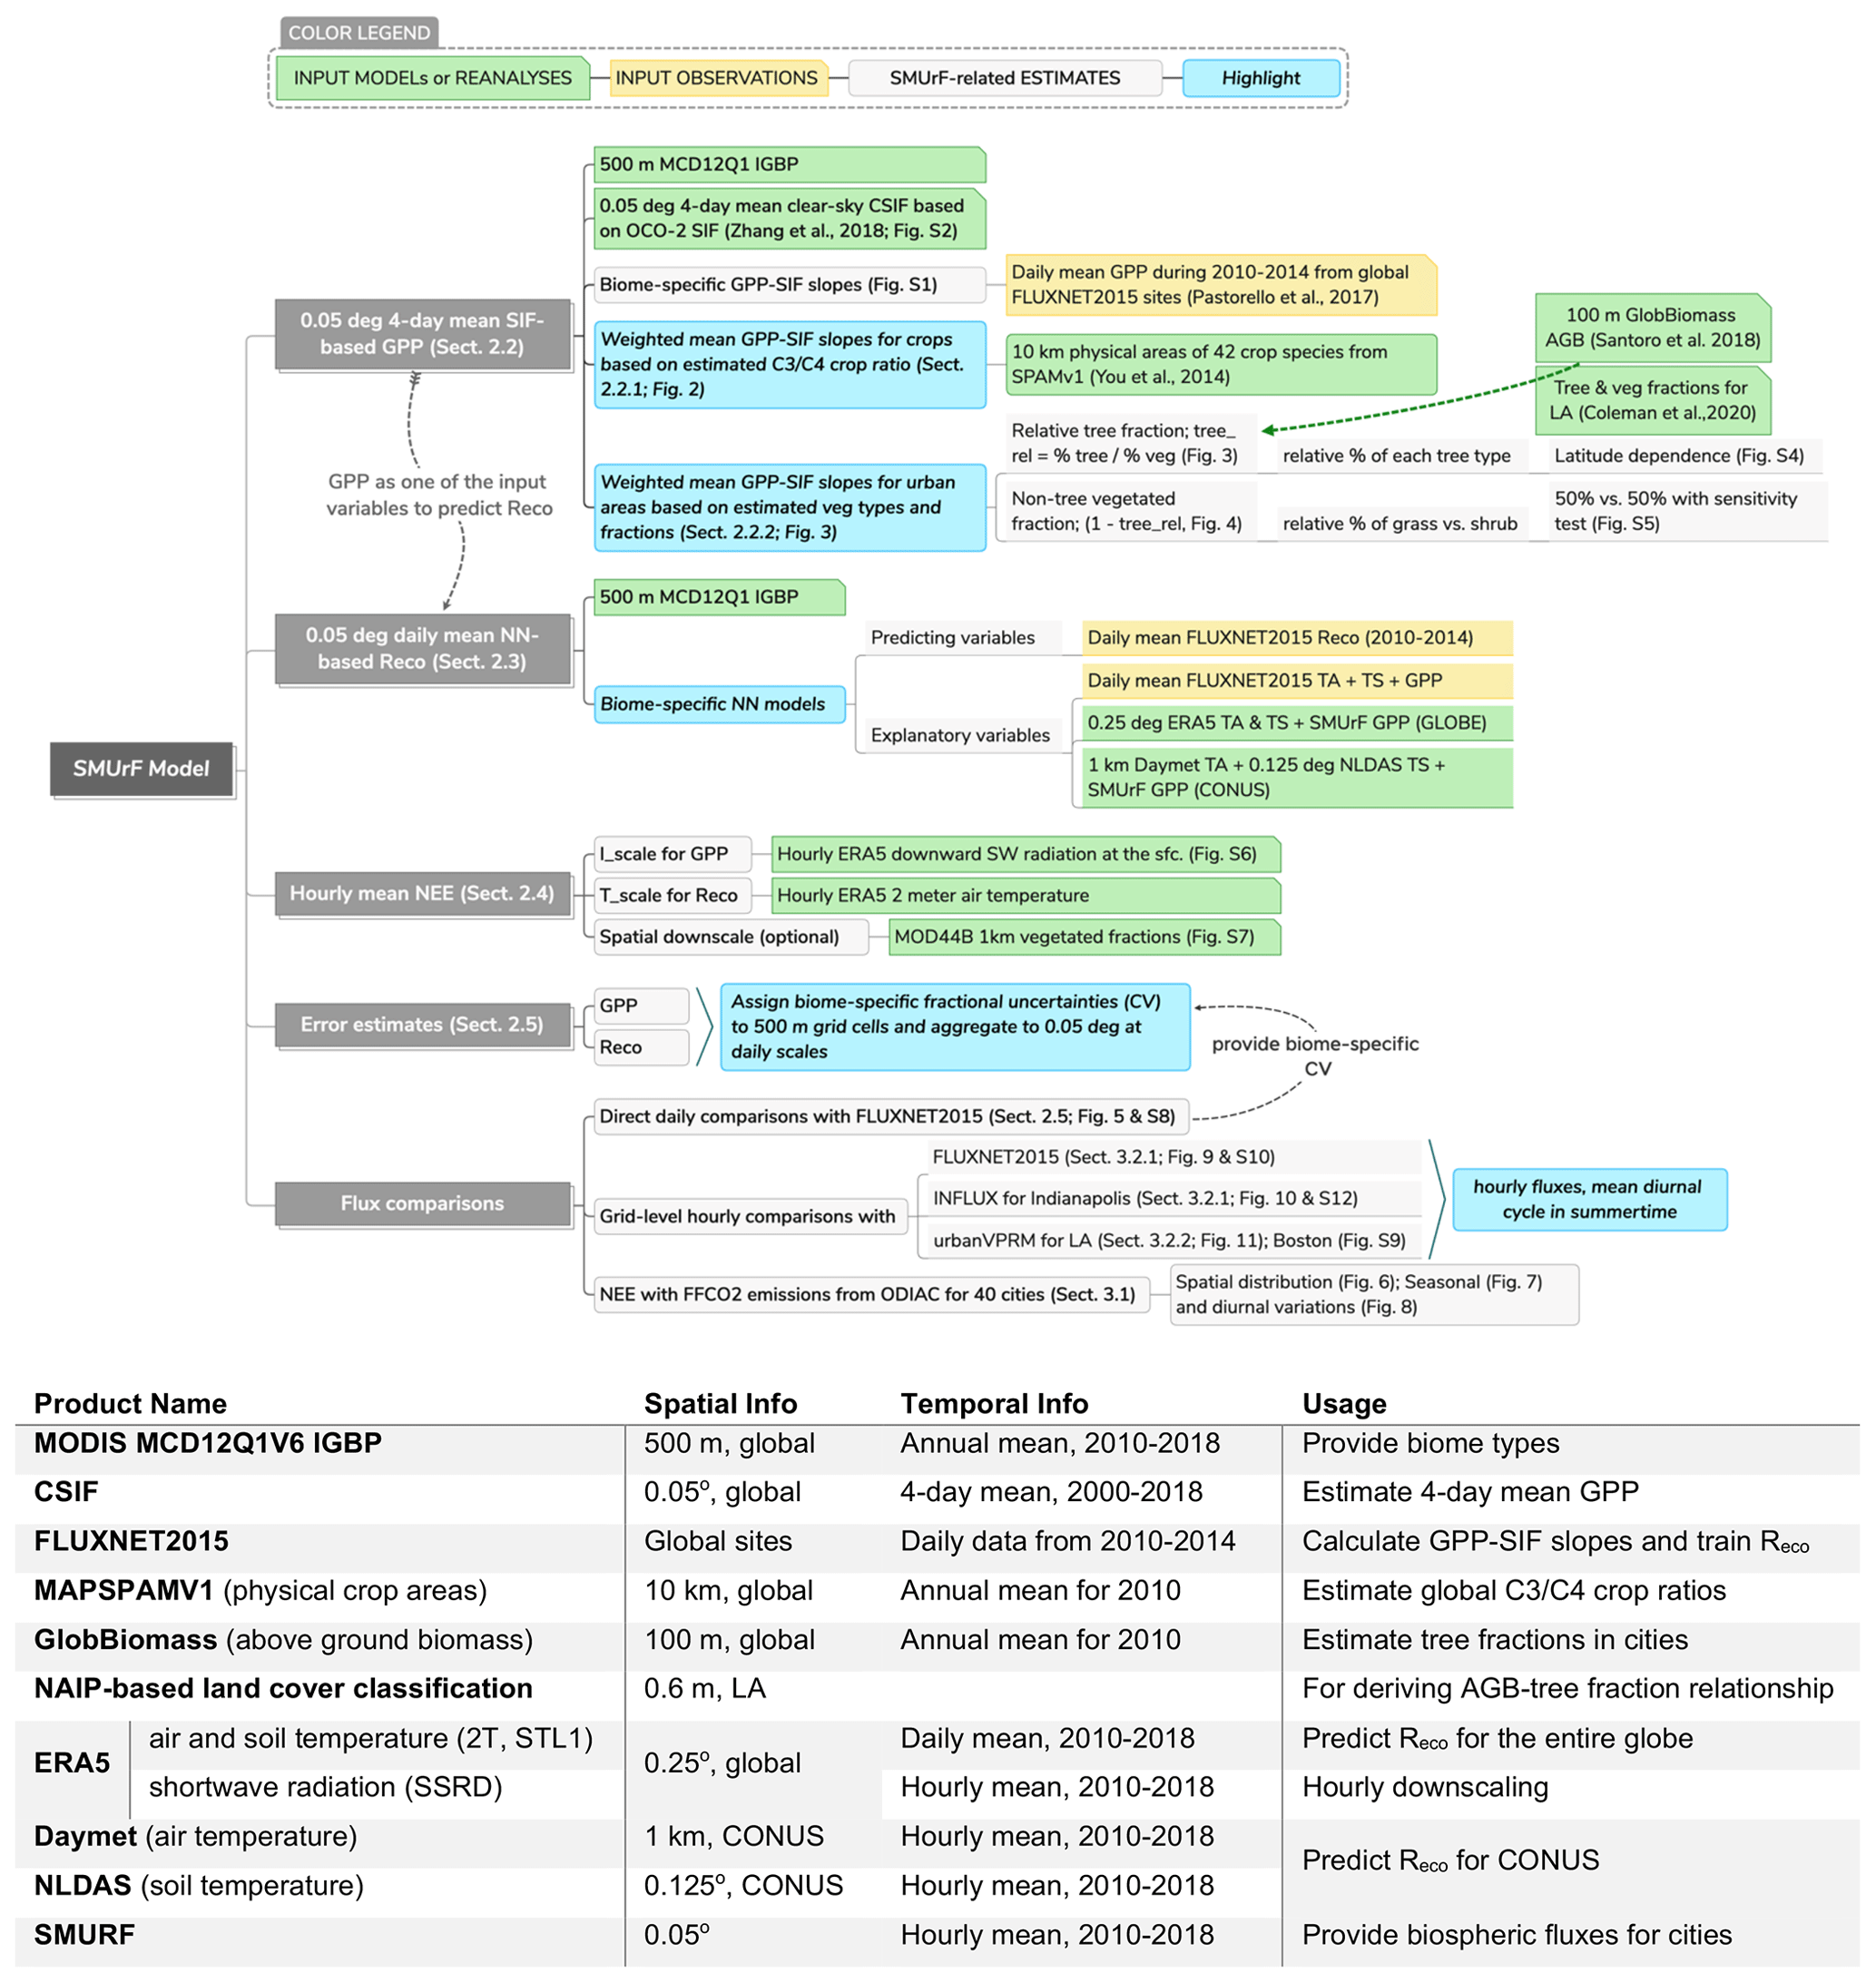 COLOR LEGEND
INPUT MODELs or REANALYSES
INPUT OBSERVATIONS
SMUrF-related ESTIMATES
Highlight
SMUrF Model
0.05 deg 4-day mean SIF-
based GPP (Sect. 2.2)
500 m MCD12Q1 IGBP
0.05 deg 4-day mean clear-sky CSIF based
on OCO-2 SIF (Zhang et al., 2018; Fig. S2)
Biome-specific GPP-SIF slopes (Fig. S1)
Daily mean GPP during 2010-2014 from global
FLUXNET2015 sites (Pastorello et al., 2017)
Weighted mean GPP-SIF slopes for crops
based on estimated C3/C4 crop ratio (Sect.
2.2.1; Fig. 2)
10 km physical areas of 42 crop species from
SPAMv1 (You et al., 2014)
100 m GlobBiomass
AGB (Santoro et al. 2018)
Tree & veg fractions for
LA (Coleman et al.,2020)
Weighted mean GPP-SIF slopes for urban
areas based on estimated veg types and
fractions (Sect. 2.2.2; Fig. 3)
Relative tree fraction; tree_
rel = % tree / % veg (Fig. 3)
relative % of each tree type
Latitude dependence (Fig. S4)
Non-tree vegetated
fraction; (1 - tree_rel, Fig. 4)
relative % of grass vs. shrub
50% vs. 50% with sensitivity
test (Fig. S5)
GPP as one of the input
variables to predict Reco
0.05 deg daily mean NN-
based Reco (Sect. 2.3)
500 m MCD12Q1 IGBP
Biome-specific NN models
Predicting variables
Daily mean FLUXNET2015 Reco (2010-2014)
Explanatory variables
Daily mean FLUXNET2015 TA + TS + GPP
0.25 deg ERA5 TA & TS + SMUrF GPP (GLOBE)
1 km Daymet TA + 0.125 deg NLDAS TS +
SMUrF GPP (CONUS)
Hourly mean NEE (Sect. 2.4)
I_scale for GPP
Hourly ERA5 downward SW radiation at the sfc. (Fig. S6)
T_scale for Reco
Hourly ERA5 2 meter air temperature
Spatial downscale (optional)
MOD44B 1km vegetated fractions (Fig. S7)
Error estimates (Sect. 2.5)
GPP
Reco
Assign biome-specific fractional uncertainties (CV)
to 500 m grid cells and aggregate to 0.05 deg at
daily scales
provide biome-specific
CV
Flux comparisons
Direct daily comparisons with FLUXNET2015 (Sect. 2.5; Fig. 5 & S8)
Grid-level hourly comparisons with
FLUXNET2015 (Sect. 3.2.1; Fig. 9 & S10)
INFLUX for Indianapolis (Sect. 3.2.1; Fig. 10 & S12)
urbanVPRM for LA (Sect. 3.2.2; Fig. 11); Boston (Fig. S9)
hourly fluxes, mean diurnal
cycle in summertime
NEE with FFCO2 emissions from ODIAC for 40 cities (Sect. 3.1)
Spatial distribution (Fig. 6); Seasonal (Fig. 7)
and diurnal variations (Fig. 8)
Product Name Spatial Info Temporal Info Usage
MODIS MCD12Q1V6 IGBP 500 m, global Annual mean, 2010-2018 Provide biome types
CSIF 0.05º, global 4-day mean, 2000-2018 Estimate 4-day mean GPP
FLUXNET2015 Global sites Daily data from 2010-2014 Calculate GPP-SIF slopes and train Reco
MAPSPAMV1 (physical crop areas) 10 km, global Annual mean for 2010 Estimate global C3/C4 crop ratios
GlobBiomass (above ground biomass) 100 m, global Annual mean for 2010 Estimate tree fractions in cities
NAIP-based land cover classification 0.6 m, LA For deriving AGB-tree fraction relationship
ERA5 air and soil temperature (2T, STL1) 0.25º, global Daily mean, 2010-2018 Predict Reco for the entire globe
shortwave radiation (SSRD) Hourly mean, 2010-2018 Hourly downscaling
Daymet (air temperature) 1 km, CONUS Hourly mean, 2010-2018 Predict Reco for CONUS
NLDAS (soil temperature) 0.125º, CONUS Hourly mean, 2010-2018
SMURF 0.05º Hourly mean, 2010-2018 Provide biospheric fluxes for cities